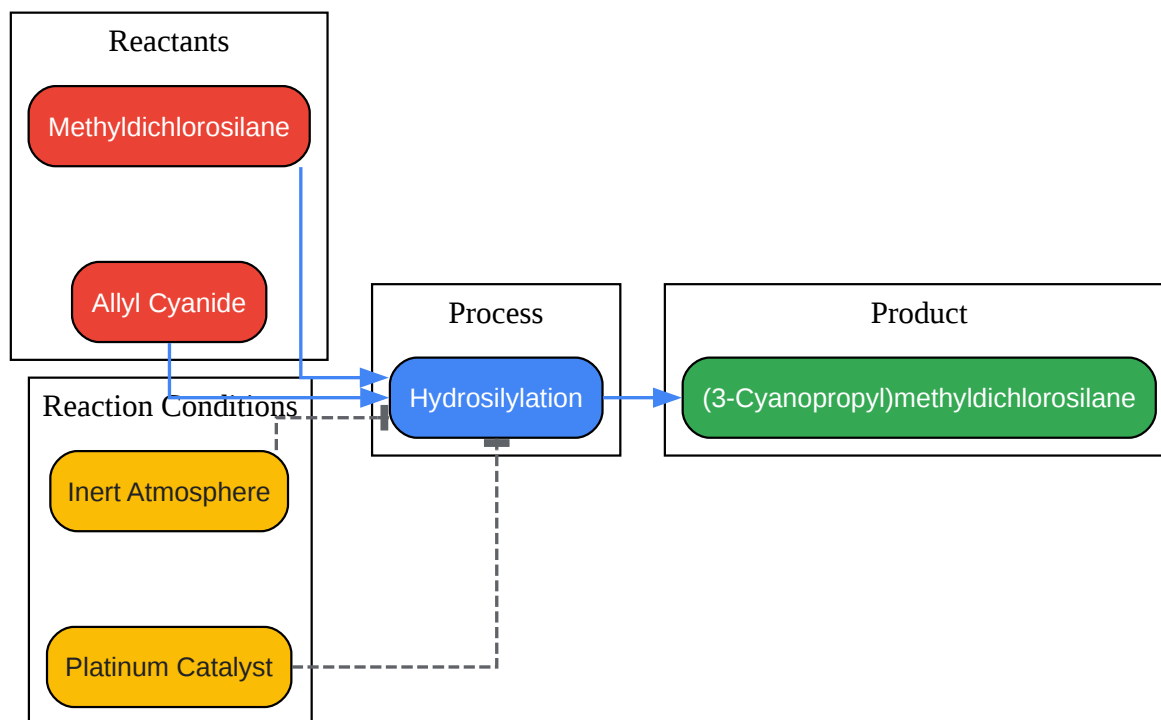 Reactants
Methyldichlorosilane
Allyl Cyanide
Reaction Conditions
Inert Atmosphere
Platinum Catalyst
Process
Hydrosilylation
Product
(3-Cyanopropyl)methyldichlorosilane